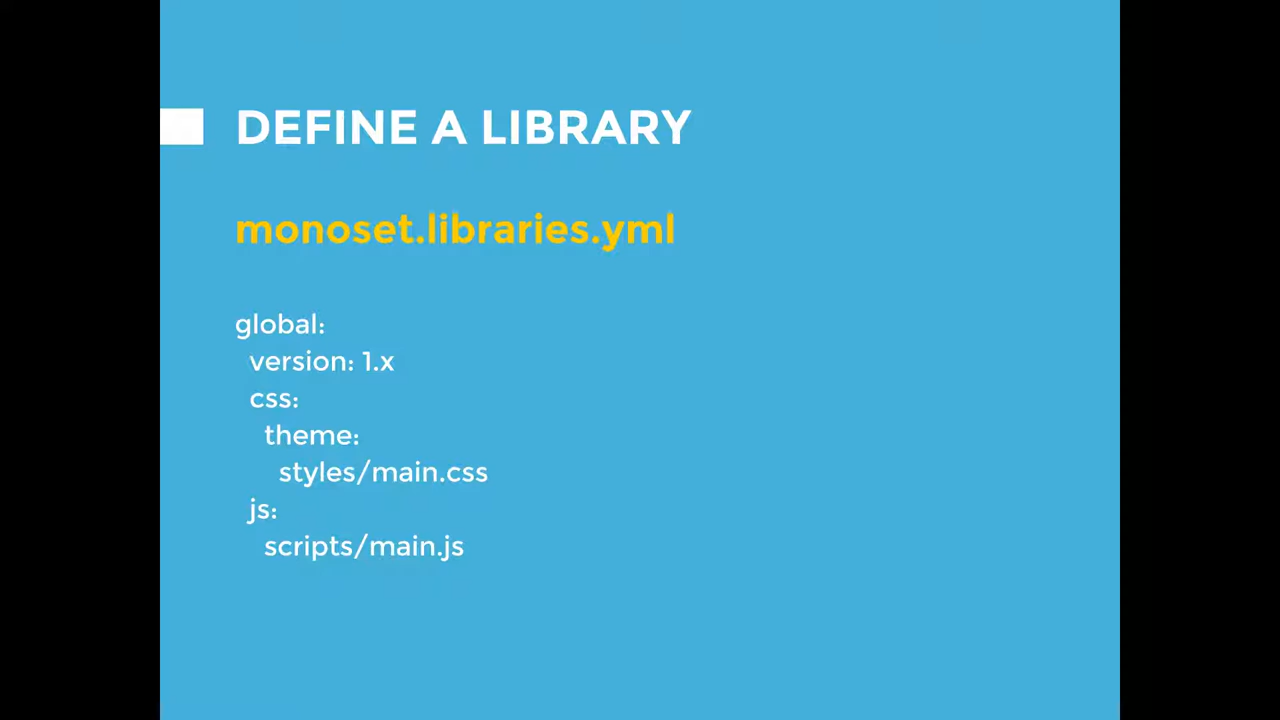 DEFINE A LIBRARY
monoset.libraries.yml
global:
  version: 1.x
  css:
    theme:
      styles/main.css
  js:
    scripts/main.js